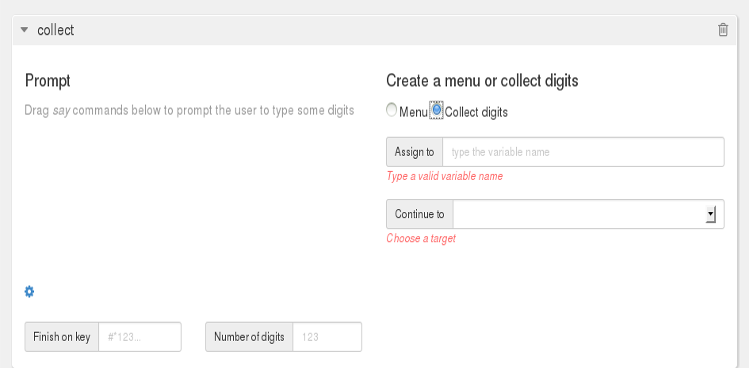 collect
Prompt
Drag say commands below to prompt the user to type some digits
Create a menu or collect digits
Menu Collect digits
Assign to type the variable name
Type a valid variable name
Continue to
Choose a target
Finish on key #*123...
Number of digits 123